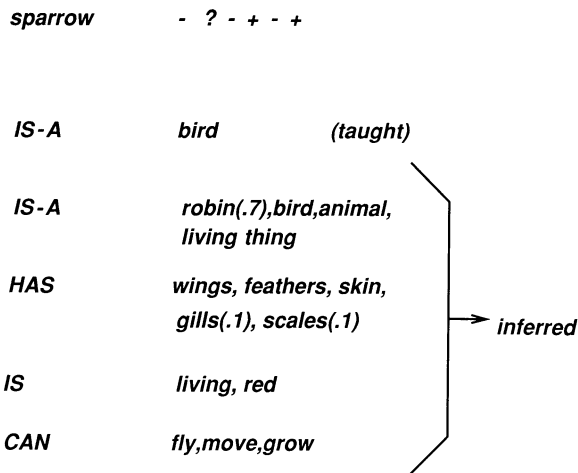 sparrow - ? - + - +
IS-A bird (taught)
IS-A robin(.7),bird,animal,
living thing
HAS wings, feathers, skin,
gills(.1), scales(.1)
inferred
IS living, red
CAN fly,move,grow